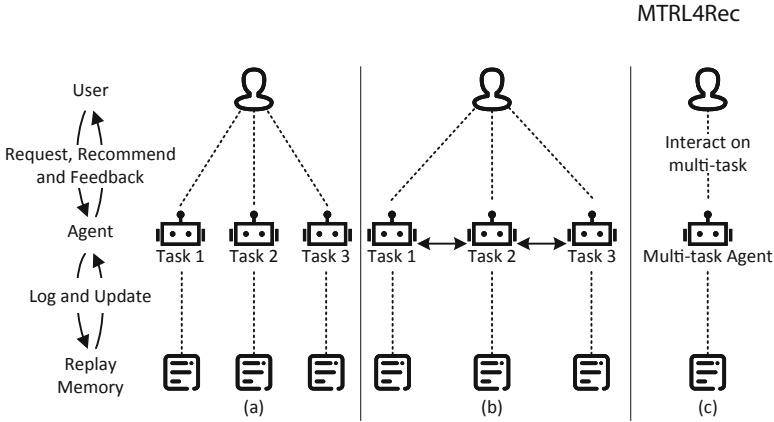 MTRL4Rec
User
Request, Recommend
and Feedback
Agent
Log and Update
Replay
Memory
Task 1
Task 2
Task 3
(a)
Task 1
Task 2
Task 3
(b)
Interact on
multi-task
Multi-task Agent
(c)